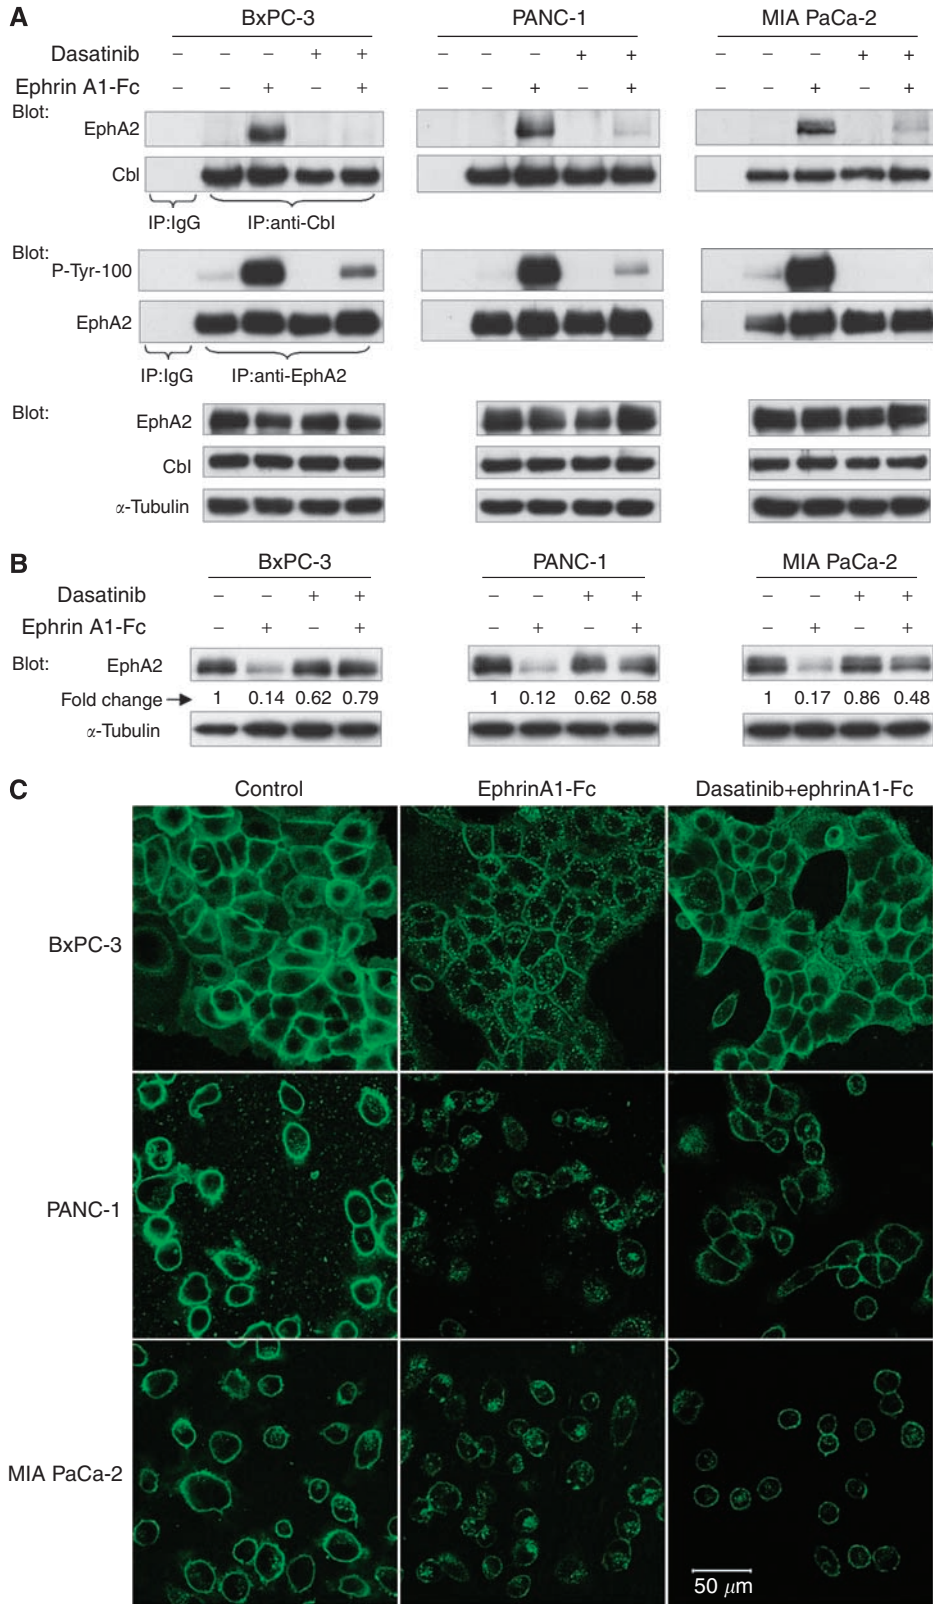 A
BxPC-3 PANC-1 MIA PaCa-2
Dasatinib – – – + + – – – + + – – – + +
Ephrin A1-Fc – – + – + – – + – + – – + – +
Blot:
EphA2
Cbl
IP:IgG IP:anti-Cbl
Blot:
P-Tyr-100
EphA2
IP:IgG IP:anti-EphA2
Blot:
EphA2
Cbl
α-Tubulin
B
BxPC-3 PANC-1 MIA PaCa-2
Dasatinib – – + + – – + + – – + +
Ephrin A1-Fc – + – + – + – + – + – +
Blot: EphA2
Fold change 1 0.14 0.62 0.79 1 0.12 0.62 0.58 1 0.17 0.86 0.48
α-Tubulin
C
Control EphrinA1-Fc Dasatinib+ephrinA1-Fc
BxPC-3
PANC-1
MIA PaCa-2
50 μm